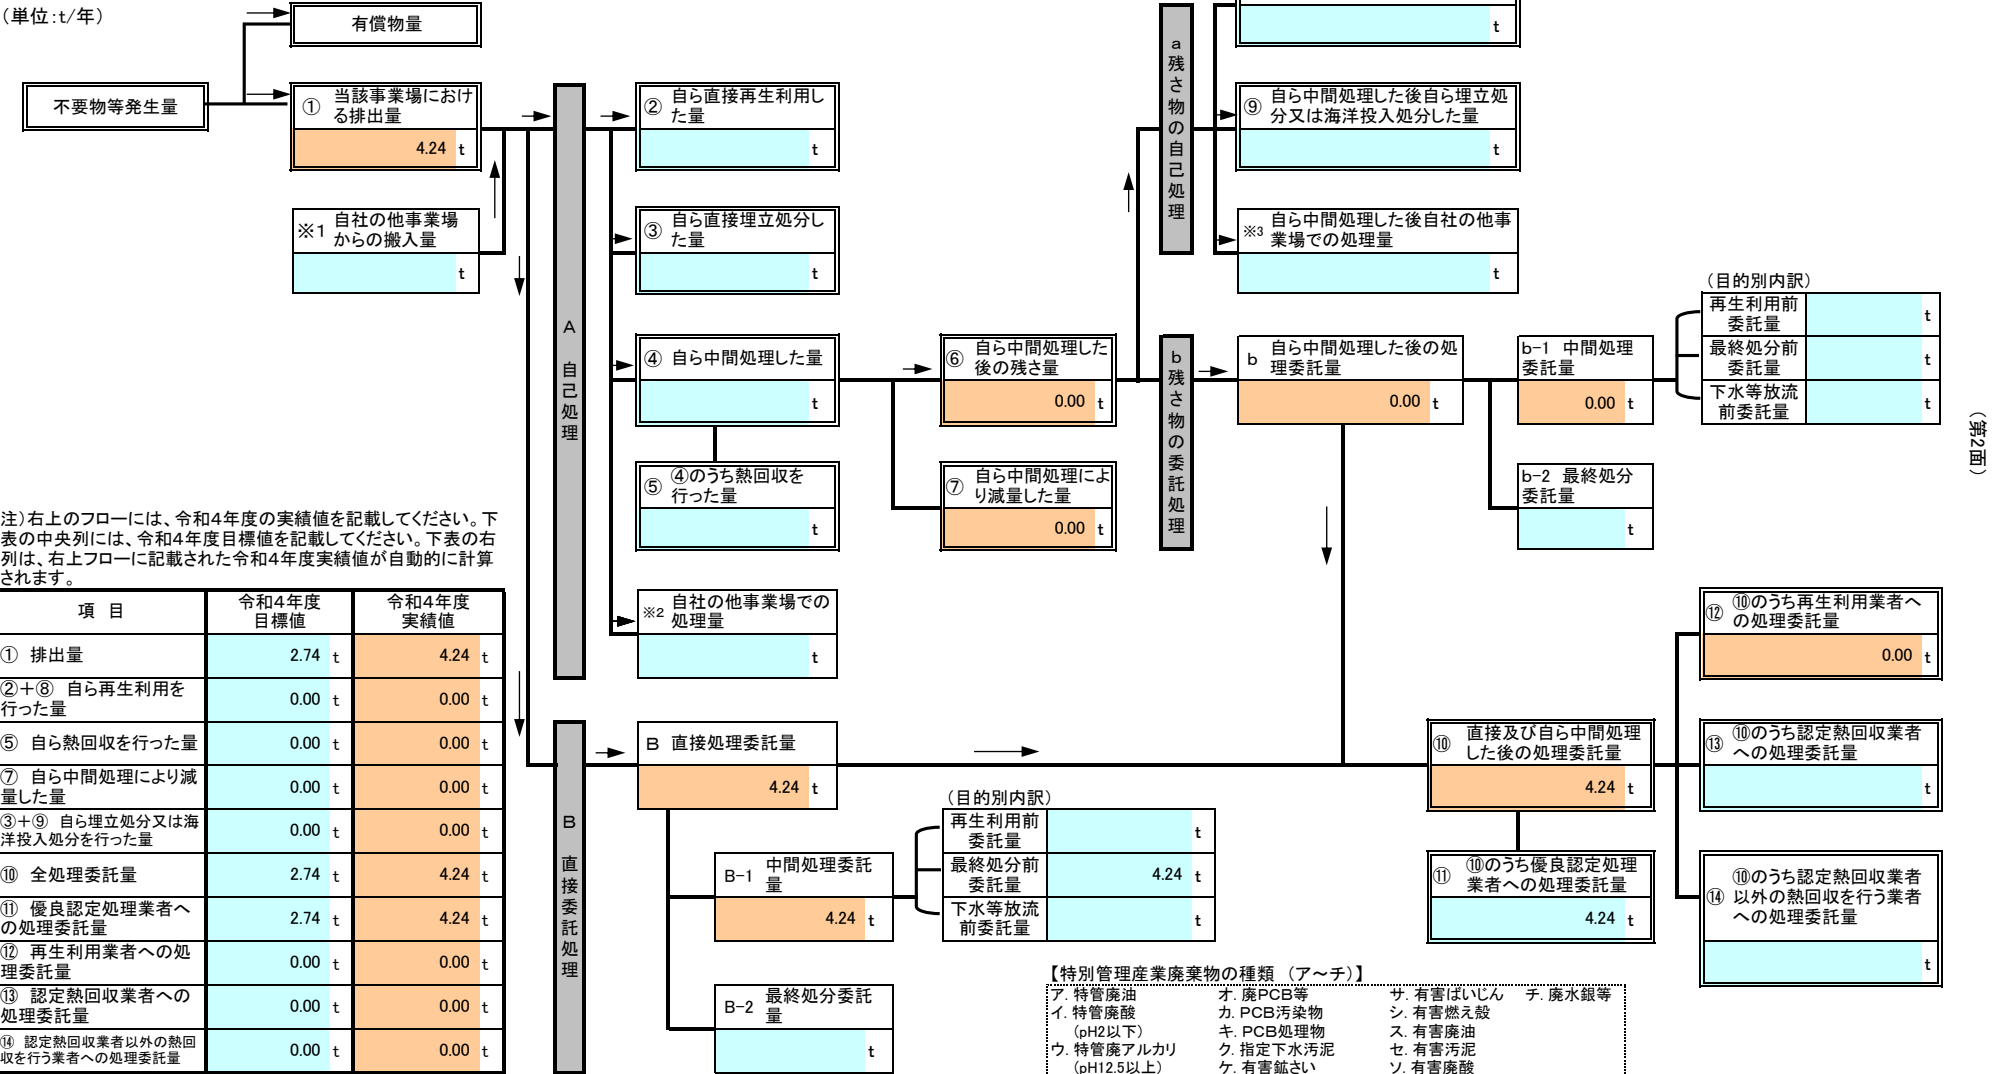 （単位：t/年）
有償物量
不要物等発生量
① 当該事業場におけ
る排出量
4.24 t
※1 自社の他事業場
からの搬入量
t
A 自己処理
② 自ら直接再生利用し
た量
t
③ 自ら直接埋立処分し
た量
t
④ 自ら中間処理した量
t
⑤ ④のうち熱回収を
行った量
t
※2 自社の他事業場での
処理量
t
⑥ 自ら中間処理した
後の残さ量
0.00 t
⑦ 自ら中間処理によ
り減量した量
0.00 t
a 残さ物の自己処理
t
⑨ 自ら中間処理した後自ら埋立処
分又は海洋投入処分した量
t
※3 自ら中間処理した後自社の他事
業場での処理量
t
b 残さ物の委託処理
b 自ら中間処理した後の処
理委託量
0.00 t
b-1 中間処理
委託量
0.00 t
b-2 最終処分
委託量
t
（目的別内訳）
再生利用前
委託量
t
最終処分前
委託量
t
下水等放流
前委託量
t
（第2面）
注）右上のフローには、令和4年度の実績値を記載してください。下
表の中央列には、令和4年度目標値を記載してください。下表の右
列は、右上フローに記載された令和4年度実績値が自動的に計算
されます。
項 目
令和4年度
目標値
令和4年度
実績値
① 排出量
2.74 t 4.24 t
②＋⑧ 自ら再生利用を
行った量
0.00 t 0.00 t
⑤ 自ら熱回収を行った量
0.00 t 0.00 t
⑦ 自ら中間処理により減
量した量
0.00 t 0.00 t
③＋⑨ 自ら埋立処分又は海
洋投入処分を行った量
0.00 t 0.00 t
⑩ 全処理委託量
2.74 t 4.24 t
⑪ 優良認定処理業者へ
の処理委託量
2.74 t 4.24 t
⑫ 再生利用業者への処
理委託量
0.00 t 0.00 t
⑬ 認定熱回収業者への
処理委託量
0.00 t 0.00 t
⑭ 認定熱回収業者以外の熱回
収を行う業者への処理委託量
0.00 t 0.00 t
B 直接委託処理
B 直接処理委託量
4.24 t
B-1 中間処理委託
量
4.24 t
B-2 最終処分委託
量
t
（目的別内訳）
再生利用前
委託量
t
最終処分前
委託量
4.24 t
下水等放流
前委託量
t
⑩ 直接及び自ら中間処理
した後の処理委託量
4.24 t
⑪ ⑩のうち優良認定処理
業者への処理委託量
4.24 t
⑫ ⑩のうち再生利用業者へ
の処理委託量
0.00 t
⑬ ⑩のうち認定熱回収業者
への処理委託量
t
⑭ ⑩のうち認定熱回収業者
以外の熱回収を行う業者
への処理委託量
t
【特別管理産業廃棄物の種類 （ア～チ）】
ア. 特管廃油 オ. 廃PCB等 サ. 有害ばいじん チ. 廃水銀等
イ. 特管廃酸 カ. PCB汚染物 シ. 有害燃え殻
（pH2以下） キ. PCB処理物 ス. 有害廃油
ウ. 特管廃アルカリ ク. 指定下水汚泥 セ. 有害汚泥
（pH12.5以上） ケ. 有害鉱さい ソ. 有害廃酸